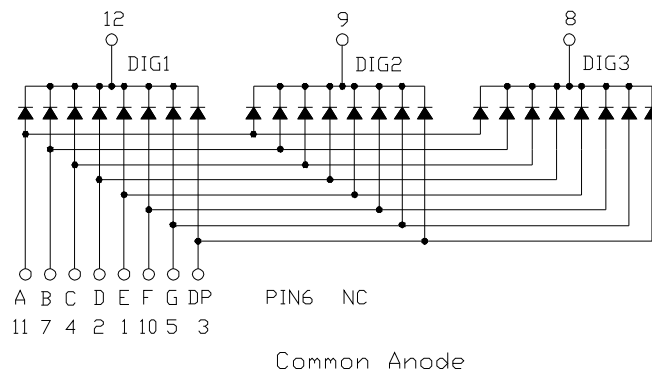 12 9 8
DIG1 DIG2 DIG3
A B C D E F G DP PIN6 NC
11 7 4 2 1 10 5 3
Common Anode